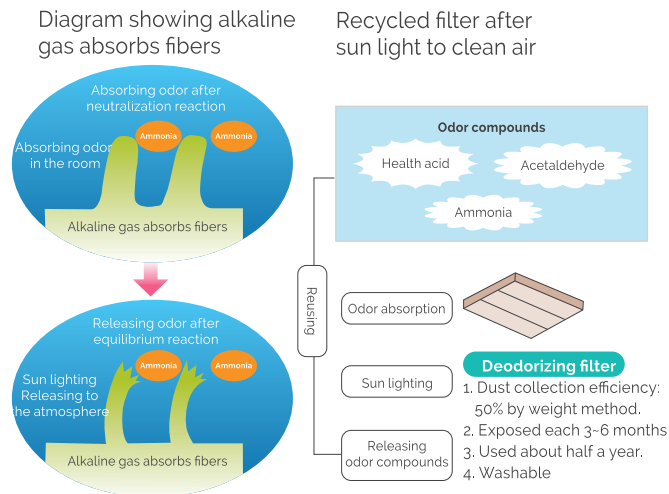 Diagram showing alkaline
gas absorbs fibers
Absorbing odor after
neutralization reaction
Ammonia
Ammonia
Absorbing odor
in the room
Alkaline gas absorbs fibers
Releasing odor after
equilibrium reaction
Ammonia
Ammonia
Sun lighting
Releasing to
the atmosphere
Alkaline gas absorbs fibers
Recycled filter after
sun light to clean air
Odor compounds
Health acid
Acetaldehyde
Ammonia
Reusing
Odor absorption
Sun lighting
Releasing
odor compounds
Deodorizing filter
1. Dust collection efficiency:
50% by weight method.
2. Exposed each 3~6 months
3. Used about half a year.
4. Washable